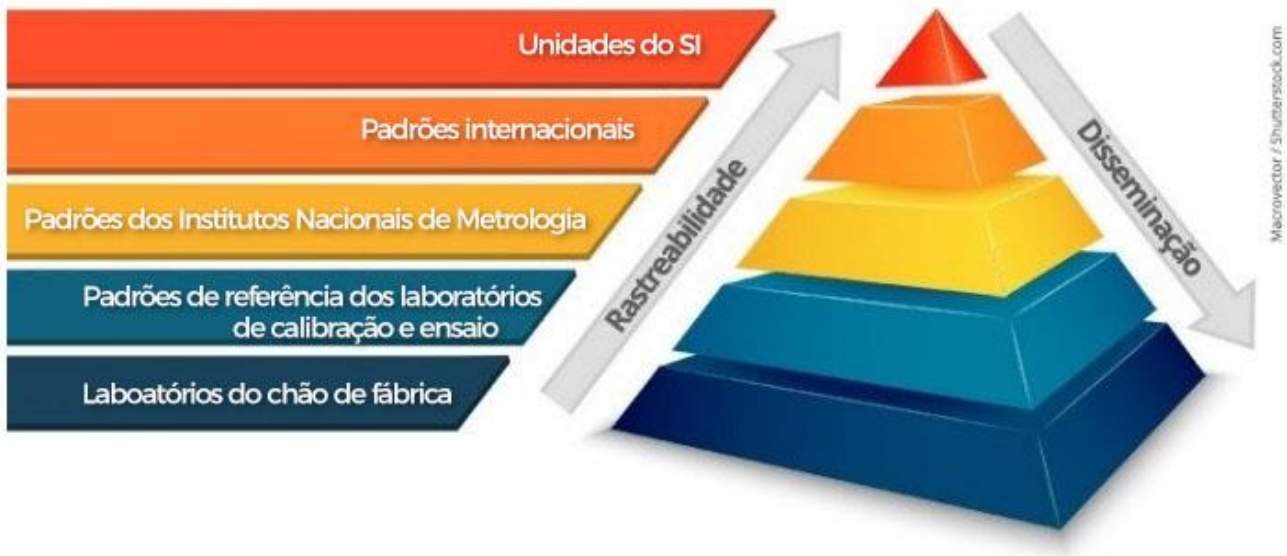 Unidades do SI
Padrões internacionais
Padrões dos Institutos Nacionais de Metrologia
Padrões de referência dos laboratórios
de calibração e ensaio
Laboatórios do chão de fábrica
Rastreabilidade
Disseminação
Macrovector / Shutterstock.com